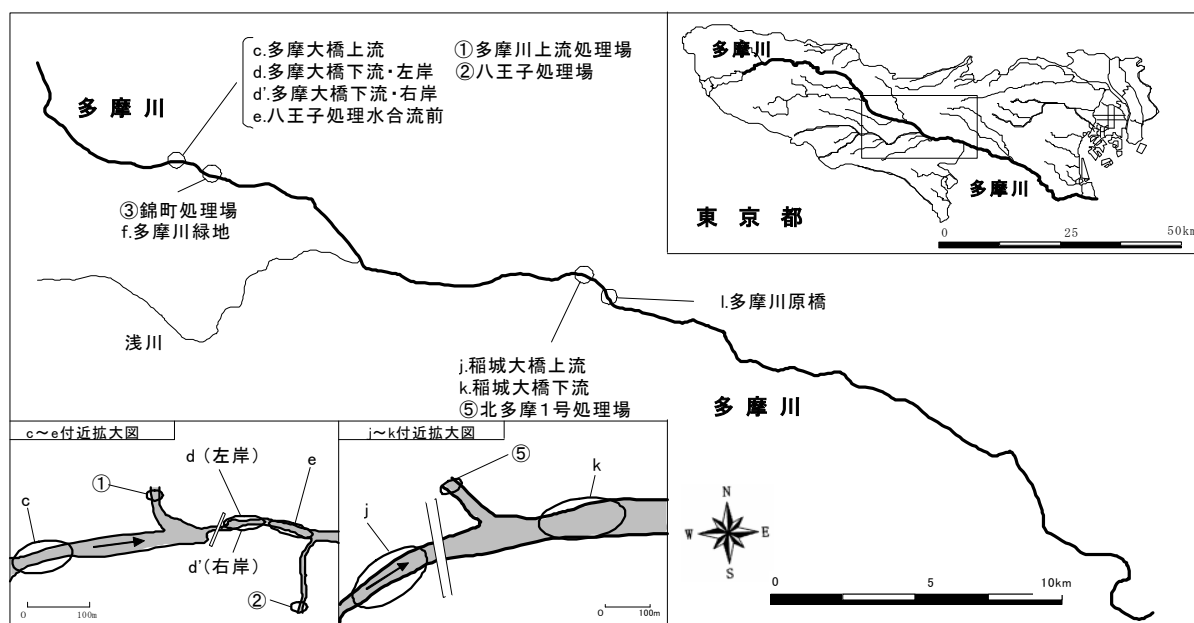 c.多摩大橋上流
d.多摩大橋下流・左岸
d'.多摩大橋下流・右岸
e.八王子処理水合流前
①多摩川上流処理場
②八王子処理場
多摩川
③錦町処理場
f.多摩川緑地
浅川
j.稲城大橋上流
k.稲城大橋下流
⑤北多摩1号処理場
l.多摩川原橋
多摩川
多摩川
多摩川
東京都
0 25 50km
c～e付近拡大図
c
①
d（左岸）
e
d'（右岸）
②
0 100m
j～k付近拡大図
⑤
k
j
0 100m
N
W E
S
0 5 10km